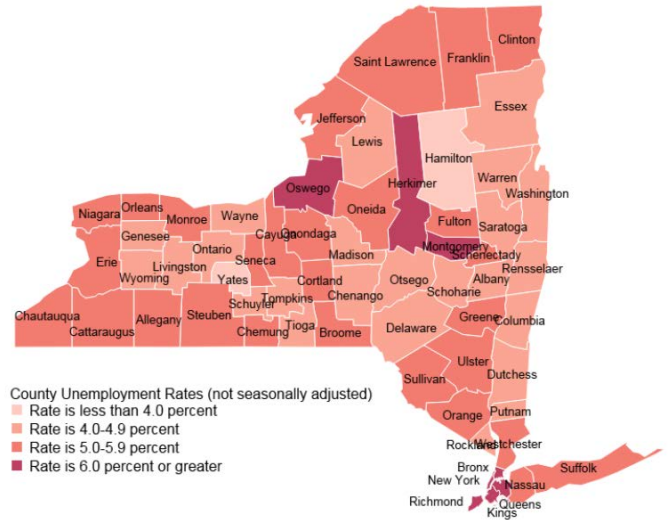 Clinton
Franklin
Saint Lawrence
Essex
Jefferson
Lewis
Hamilton
Warren
Washington
Oswego
Herkimer
Oneida
Orleans
Niagara
Monroe
Wayne
Fulton
Saratoga
Cayuga
Onondaga
Genesee
Ontario
Montgomery
Schenectady
Madison
Seneca
Erie
Livingston
Wyoming
Yates
Otsego
Albany
Rensselaer
Cortland
Schoharie
Chenango
Tompkins
Schuyler
Chautauqua
Cattaraugus
Allegany
Steuben
Chemung
Tioga
Broome
Delaware
Greene
Columbia
Ulster
Sullivan
Dutchess
Orange
Putnam
Rockland
Westchester
County Unemployment Rates (not seasonally adjusted)
Rate is less than 4.0 percent
Rate is 4.0-4.9 percent
Rate is 5.0-5.9 percent
Rate is 6.0 percent or greater
Bronx
New York
Suffolk
Nassau
Richmond
Queens
Kings